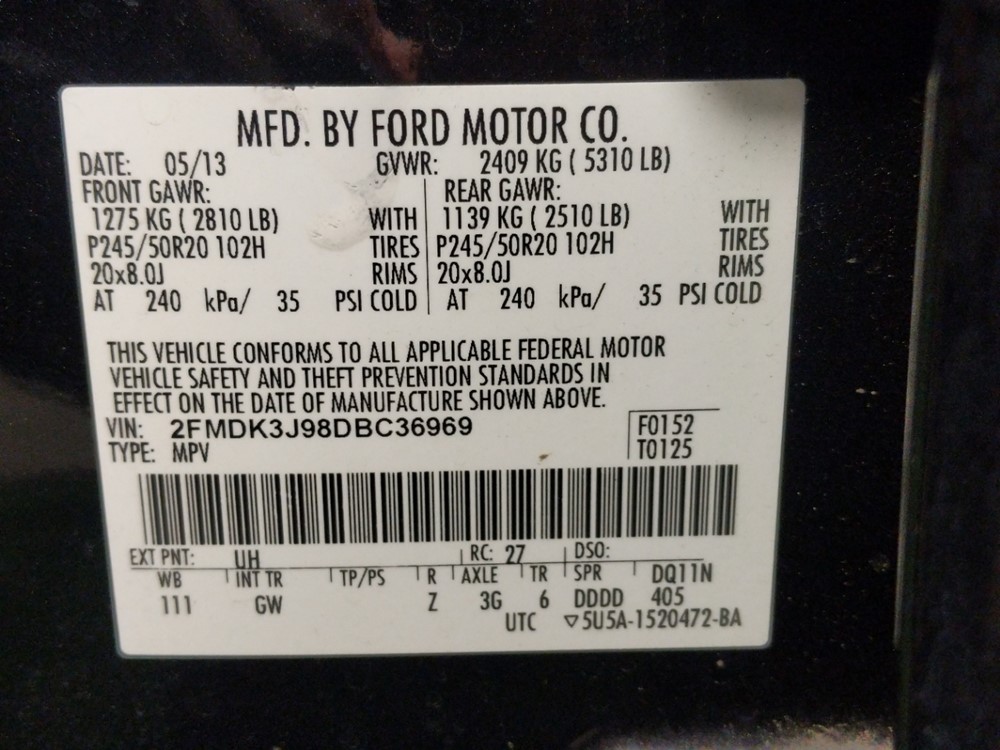 MFD. BY FORD MOTOR CO.
DATE: 05/13 GVWR: 2409 KG ( 5310 LB)
FRONT GAWR: REAR GAWR:
1275 KG ( 2810 LB) WITH 1139 KG ( 2510 LB) WITH
P245/50R20 102H TIRES P245/50R20 102H TIRES
20x8.0J RIMS 20x8.0J RIMS
AT 240 kPa/ 35 PSI COLD AT 240 kPa/ 35 PSI COLD
THIS VEHICLE CONFORMS TO ALL APPLICABLE FEDERAL MOTOR
VEHICLE SAFETY AND THEFT PREVENTION STANDARDS IN
EFFECT ON THE DATE OF MANUFACTURE SHOWN ABOVE.
VIN: 2FMDK3J98DBC36969 F0152
TYPE: MPV T0125
EXT PNT: UH RC: 27 DSO:
WB INT TR TP/PS R AXLE TR SPR DQ11N
111 GW Z 3G 6 DDDD 405
UTC ▽5U5A-1520472-BA